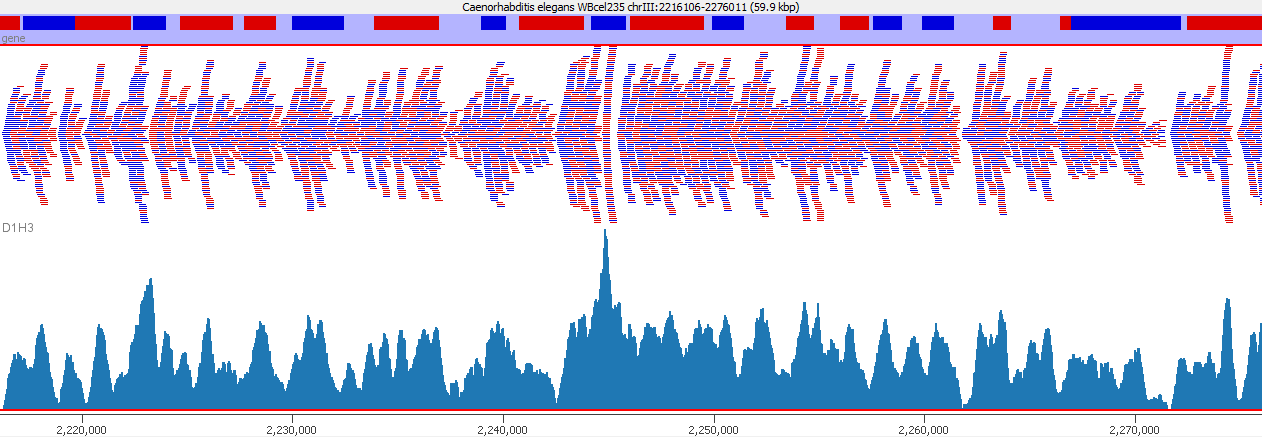 Caenorhabditis elegans WBcel235 chrIII:2216106-2276011 (59.9 kbp)
gene
D1H3
2,220,000 2,230,000 2,240,000 2,250,000 2,260,000 2,270,000